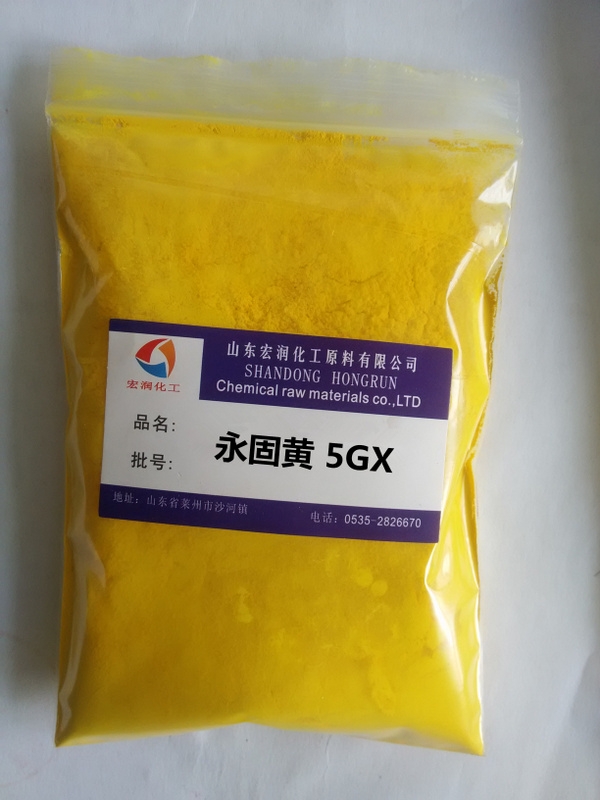 山东宏润化工原料有限公司
SHANDONG HONGRUN
Chemical raw materials co.,LTD
宏润化工
品名:
永固黄 5GX
批号:
地址: 山东省莱州市沙河镇
电话: 0535-2826670